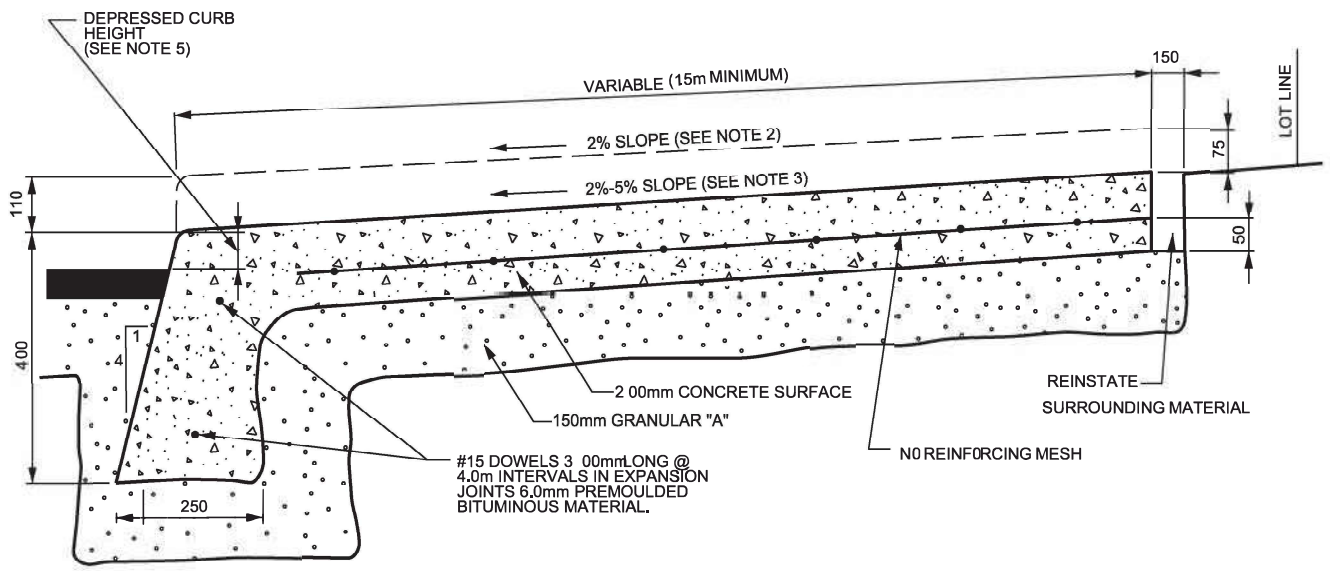 DEPRESSED CURB
HEIGHT
(SEE NOTE 5)
VARIABLE (15m MINIMUM)
150
LOT LINE
2% SLOPE (SEE NOTE 2)
75
2%-5% SLOPE (SEE NOTE 3)
110
50
400
1
4
2 00mm CONCRETE SURFACE
150mm GRANULAR "A"
REINSTATE
SURROUNDING MATERIAL
N0 REINF0RCING MESH
#15 DOWELS 3 00mmLONG @
4.0m INTERVALS IN EXPANSION
JOINTS 6.0mm PREMOULDED
BITUMINOUS MATERIAL.
250